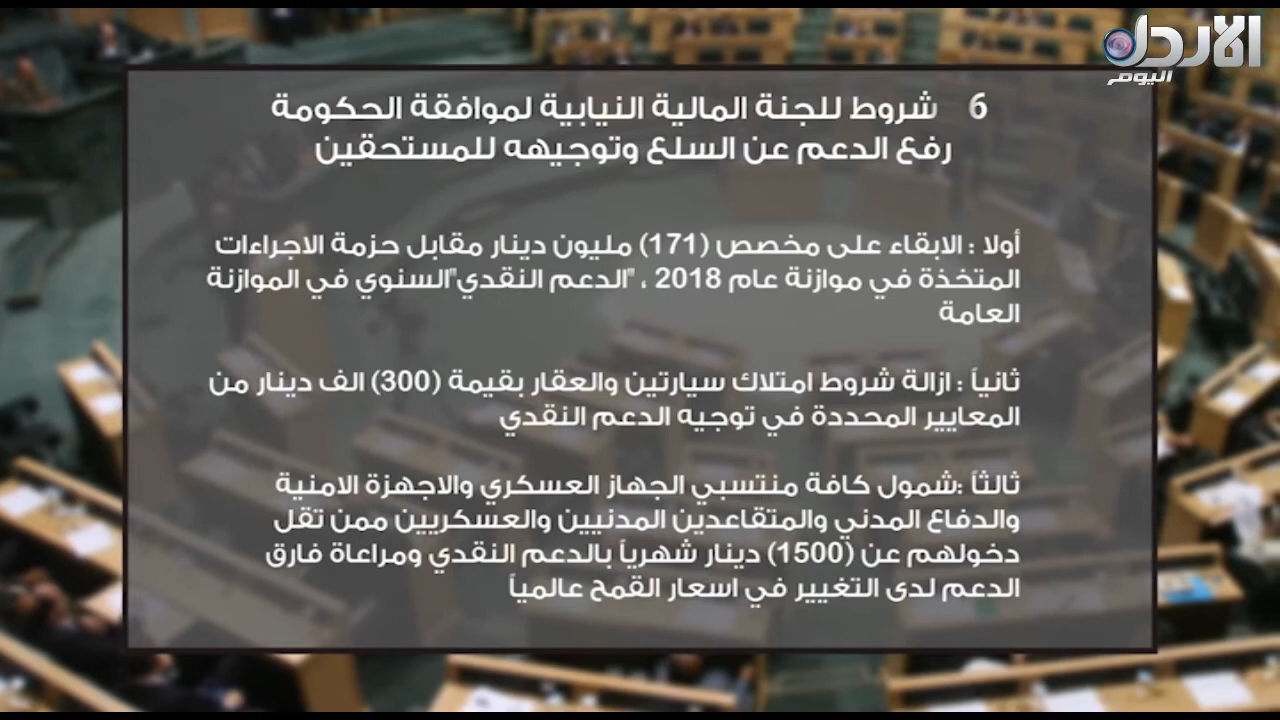 الاردن
اليوم
6 شروط للجنة المالية النيابية لموافقة الحكومة
رفع الدعم عن السلع وتوجيهه للمستحقين
أولا : الابقاء على مخصص (171) مليون دينار مقابل حزمة الاجراءات
المتخذة في موازنة عام 2018 ، "الدعم النقدي"السنوي في الموازنة
العامة
ثانياً : ازالة شروط امتلاك سيارتين والعقار بقيمة (300) الف دينار من
المعايير المحددة في توجيه الدعم النقدي
ثالثاً :شمول كافة منتسبي الجهاز العسكري والاجهزة الامنية
والدفاع المدني والمتقاعدين المدنيين والعسكريين ممن تقل
دخولهم عن (1500) دينار شهرياً بالدعم النقدي ومراعاة فارق
الدعم لدى التغيير في اسعار القمح عالمياً